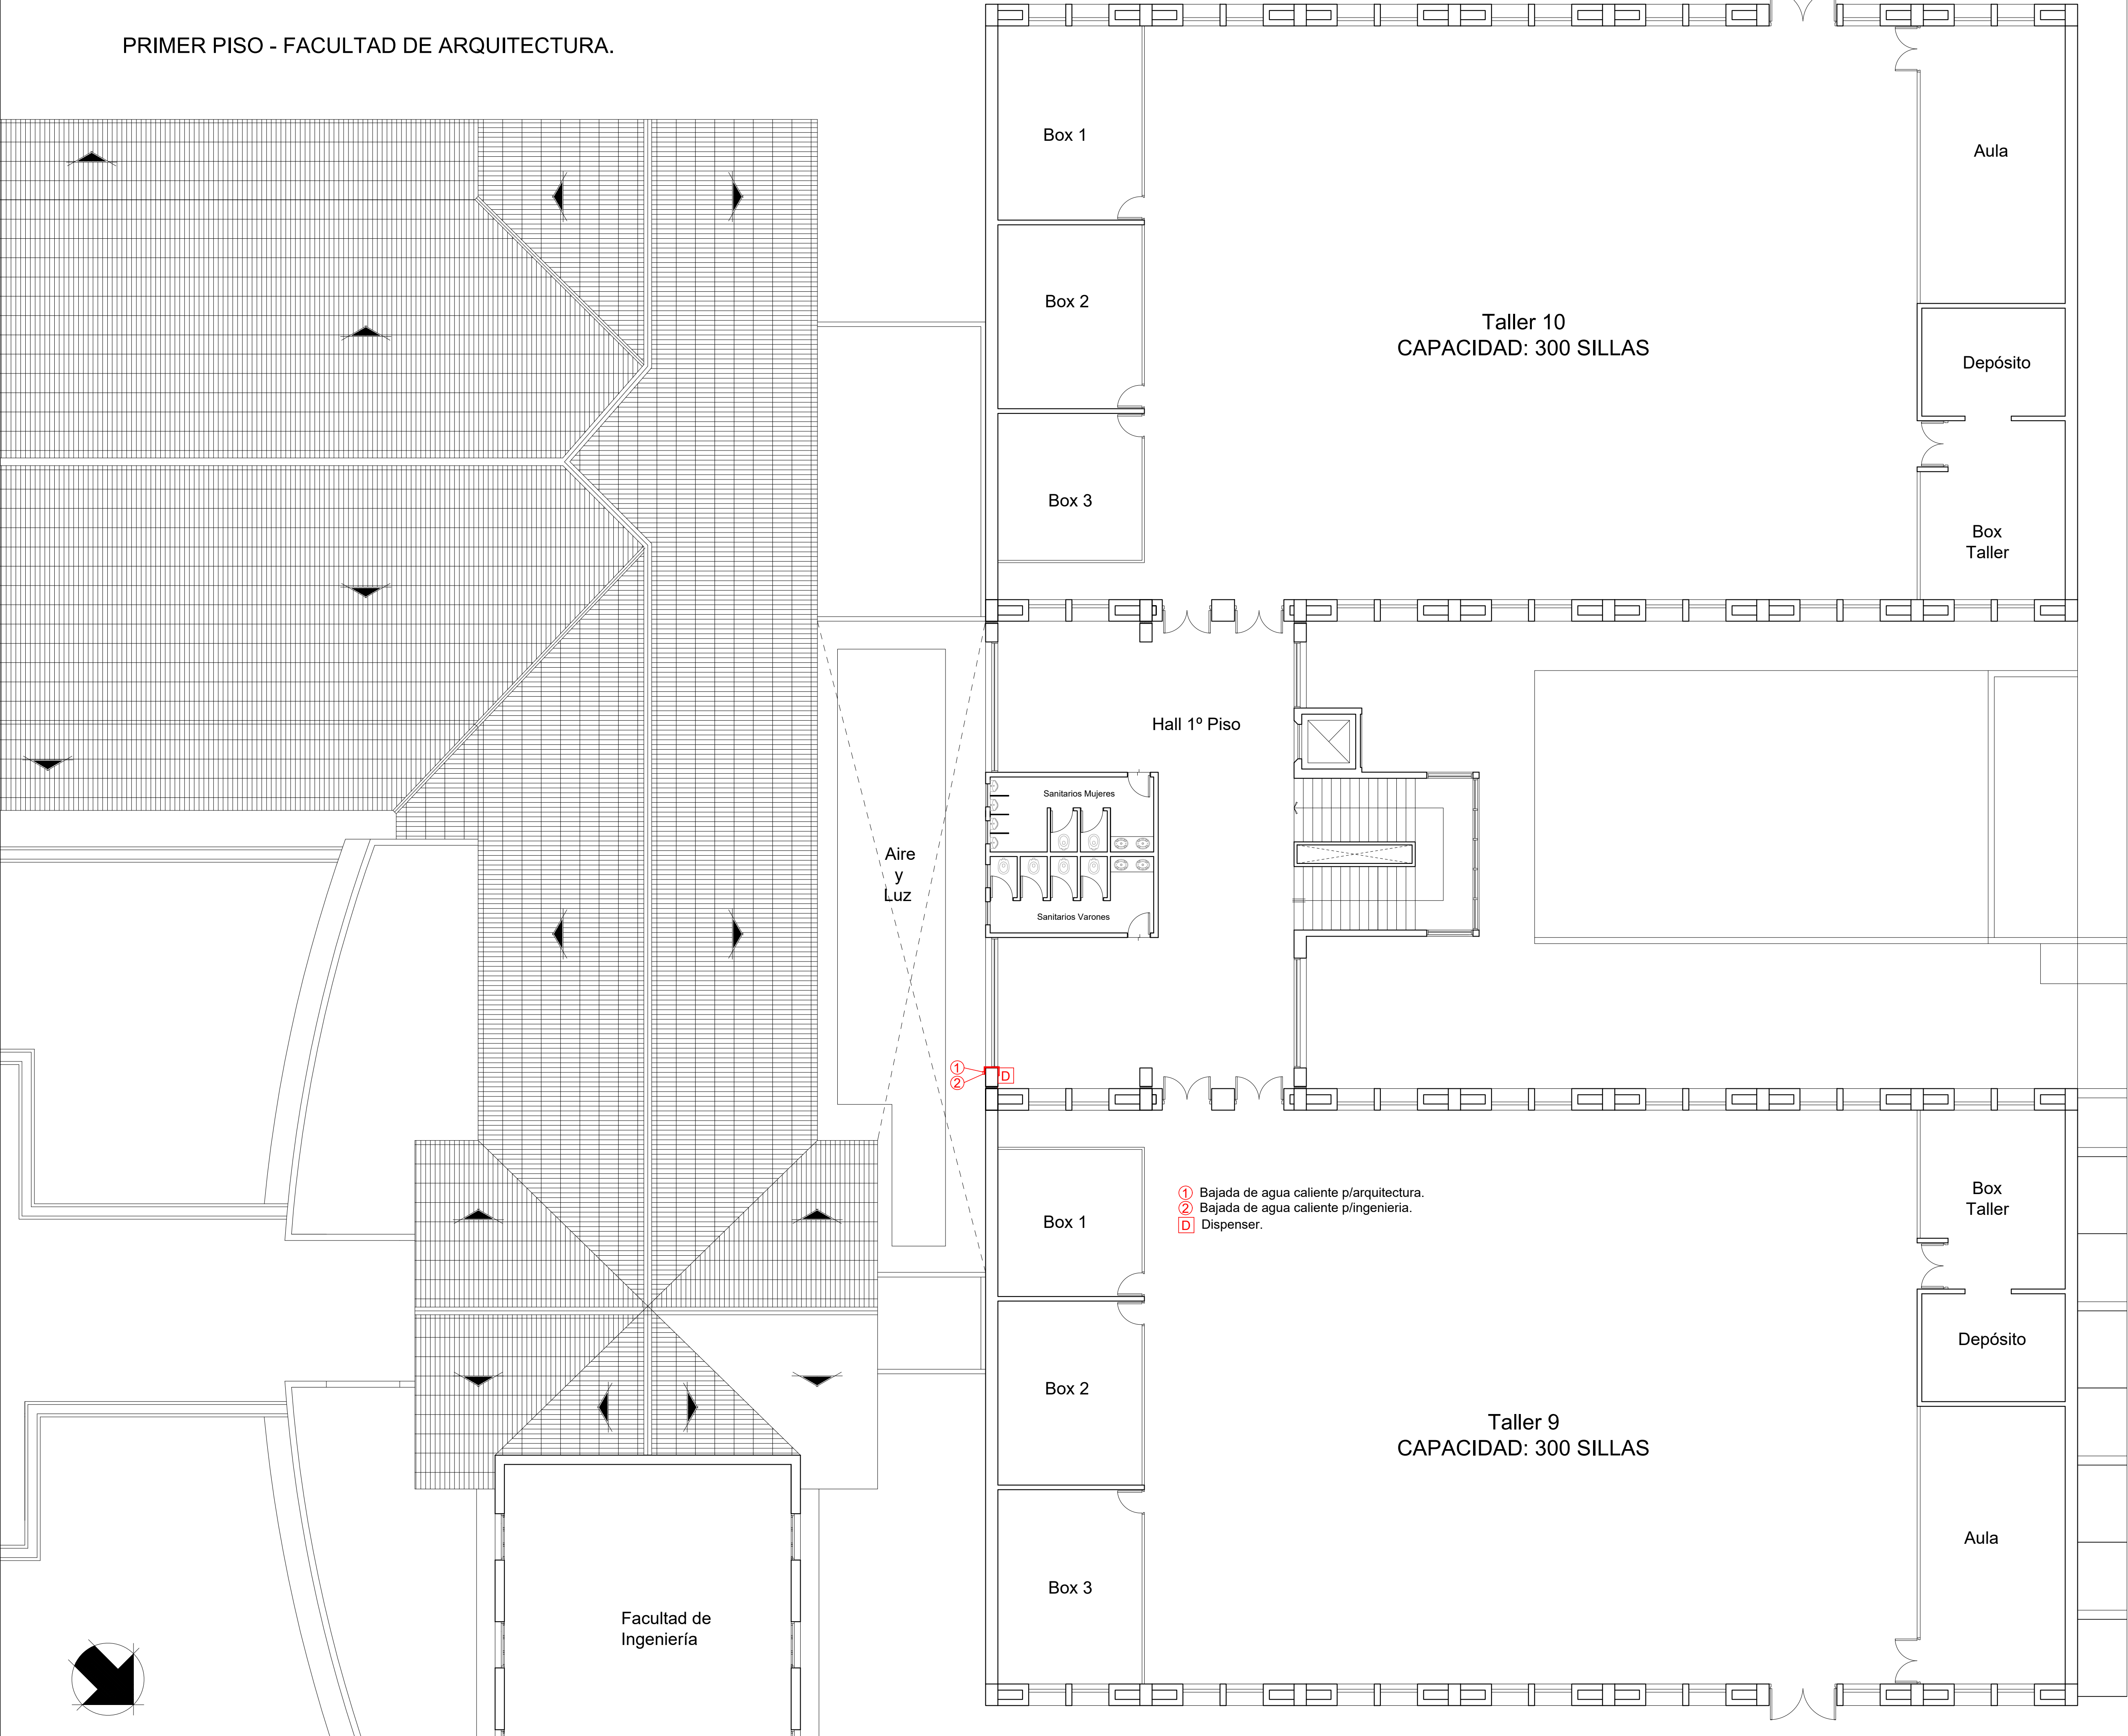 PRIMER PISO - FACULTAD DE ARQUITECTURA.
Box 1
Aula
Box 2
Taller 10
CAPACIDAD: 300 SILLAS
Depósito
Box 3
Box
Taller
Hall 1º Piso
Sanitarios Mujeres
Aire
y
Luz
Sanitarios Varones
1
2
D
1 Bajada de agua caliente p/arquitectura.
2 Bajada de agua caliente p/ingenieria.
D Dispenser.
Box 1
Box
Taller
Depósito
Box 2
Taller 9
CAPACIDAD: 300 SILLAS
Aula
Box 3
Facultad de
Ingeniería